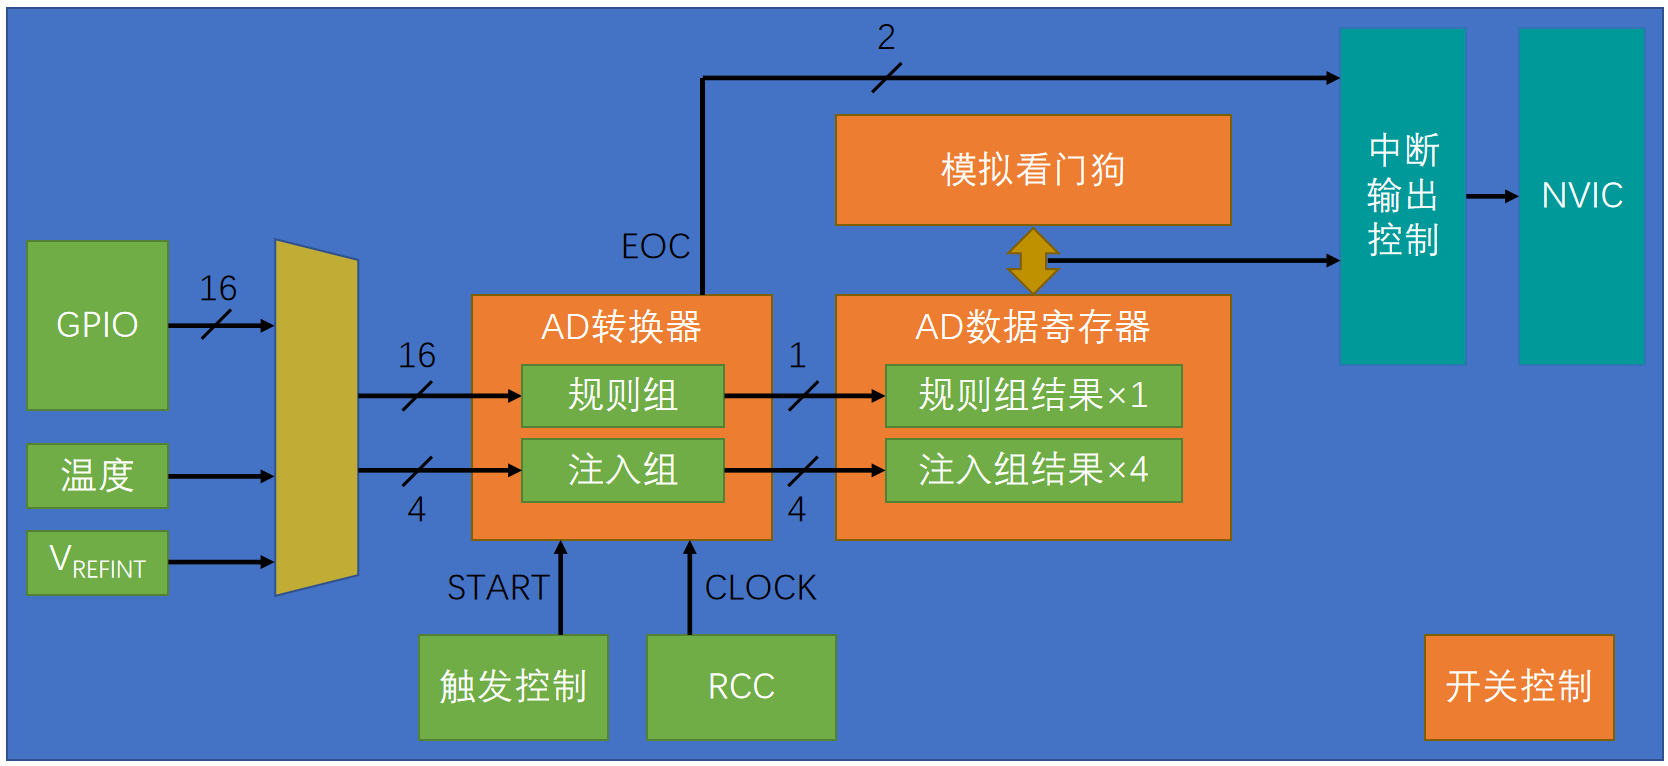 2
模拟看门狗
中断
输出
控制
NVIC
EOC
GPIO
16
16
AD转换器
1
AD数据寄存器
规则组
规则组结果×1
温度
注入组
注入组结果×4
4
4
VREFINT
START
CLOCK
触发控制
RCC
开关控制